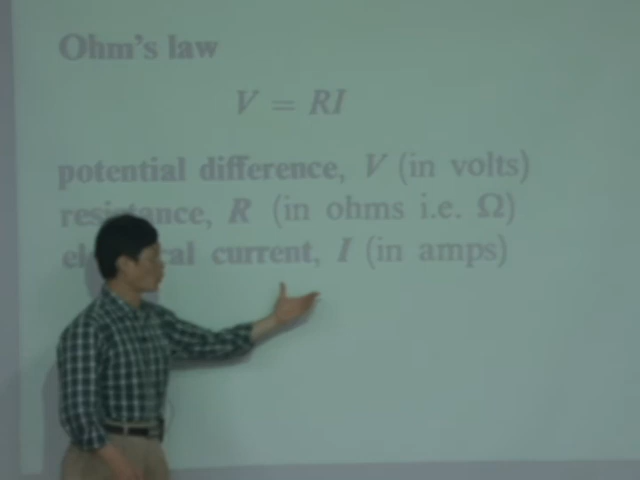 Ohm's law
V = RI
potential difference, V (in volts)
resistance, R (in ohms i.e. Ω)
current, I (in amps)